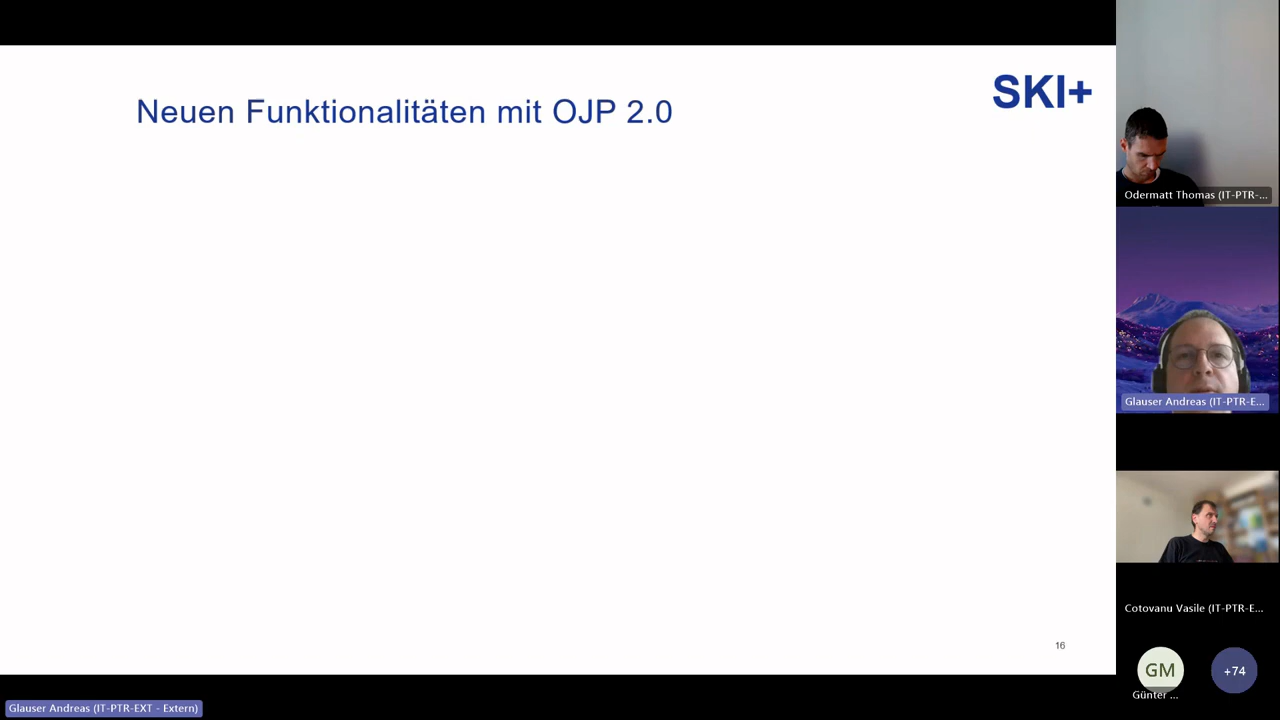 SKI+
Neuen Funktionalitäten mit OJP 2.0
16
Odermatt Thomas (IT-PTR-...
Glauser Andreas (IT-PTR-E...
Cotovanu Vasile (IT-PTR-E...
GM
+74
Günter ...
Glauser Andreas (IT-PTR-EXT - Extern)